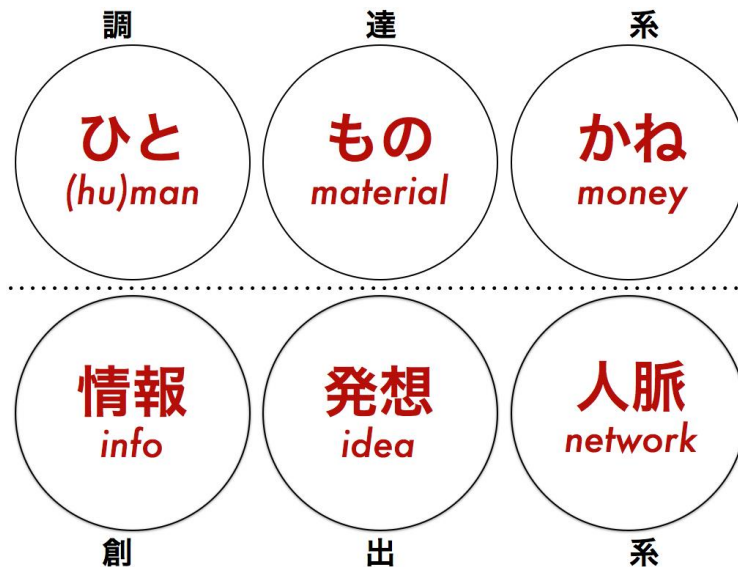 調 達 系
ひと
(hu)man
もの
material
かね
money
情報
info
発想
idea
人脈
network
創 出 系